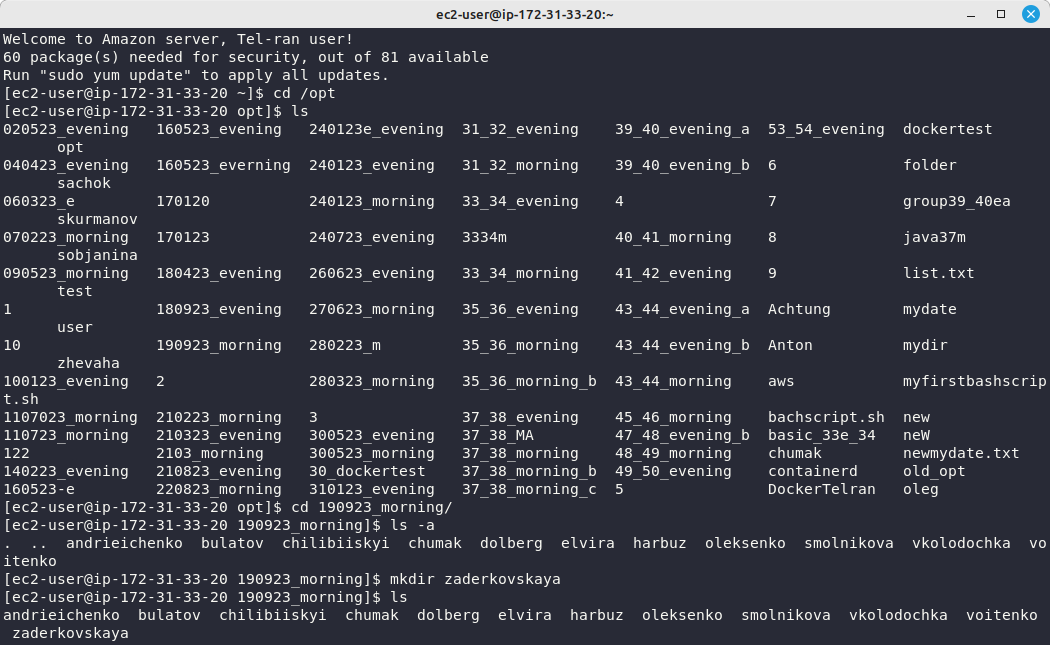 ec2-user@ip-172-31-33-20:~
Welcome to Amazon server, Tel-ran user!
60 package(s) needed for security, out of 81 available
Run "sudo yum update" to apply all updates.
[ec2-user@ip-172-31-33-20 ~]$ cd /opt
[ec2-user@ip-172-31-33-20 opt]$ ls
020523_evening   160523_evening   240123e_evening  31_32_evening    39_40_evening_a  53_54_evening  dockertest
      opt
040423_evening   160523_everning  240123_evening   31_32_morning    39_40_evening_b  6              folder
      sachok
060323_e         170120           240123_morning   33_34_evening    4                7              group39_40ea
      skurmanov
070223_morning   170123           240723_evening   3334m            40_41_morning    8              java37m
      sobjanina
090523_morning   180423_evening   260623_evening   33_34_morning    41_42_evening    9              list.txt
      test
1                180923_evening   270623_morning   35_36_evening    43_44_evening_a  Achtung        mydate
      user
10               190923_morning   280223_m         35_36_morning    43_44_evening_b  Anton          mydir
      zhevaha
100123_evening   2                280323_morning   35_36_morning_b  43_44_morning    aws            myfirstbashscrip
t.sh
1107023_morning  210223_morning   3                37_38_evening    45_46_morning    bachscript.sh  new
110723_morning   210323_evening   300523_evening   37_38_MA         47_48_evening_b  basic_33e_34   neW
122              2103_morning     300523_morning   37_38_morning    48_49_morning    chumak         newmydate.txt
140223_evening   210823_evening   30_dockertest    37_38_morning_b  49_50_evening    containerd     old_opt
160523-e         220823_morning   310123_evening   37_38_morning_c  5                DockerTelran   oleg
[ec2-user@ip-172-31-33-20 opt]$ cd 190923_morning/
[ec2-user@ip-172-31-33-20 190923_morning]$ ls -a
.  ..  andrieichenko  bulatov  chilibiiskyi  chumak  dolberg  elvira  harbuz  oleksenko  smolnikova  vkolodochka  vo
itenko
[ec2-user@ip-172-31-33-20 190923_morning]$ mkdir zaderkovskaya
[ec2-user@ip-172-31-33-20 190923_morning]$ ls
andrieichenko  bulatov  chilibiiskyi  chumak  dolberg  elvira  harbuz  oleksenko  smolnikova  vkolodochka  voitenko
 zaderkovskaya